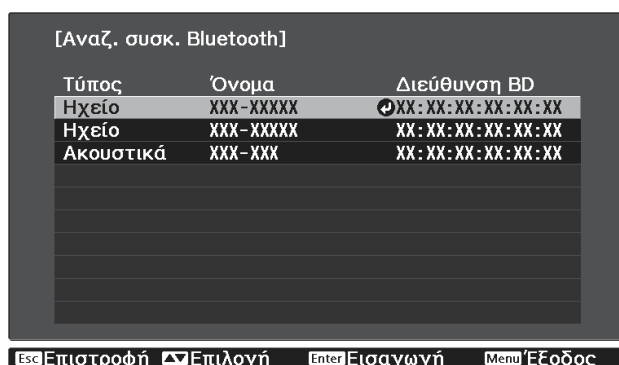 [Αναζ. συσκ. Bluetooth]
Τύπος Όνομα Διεύθυνση BD
Ηχείο XXX-XXXXX XX:XX:XX:XX:XX:XX
Ηχείο XXX-XXXXX XX:XX:XX:XX:XX:XX
Ακουστικά XXX-XXX XX:XX:XX:XX:XX:XX
Esc Επιστροφή Επιλογή Enter Εισαγωγή Menu Έξοδος